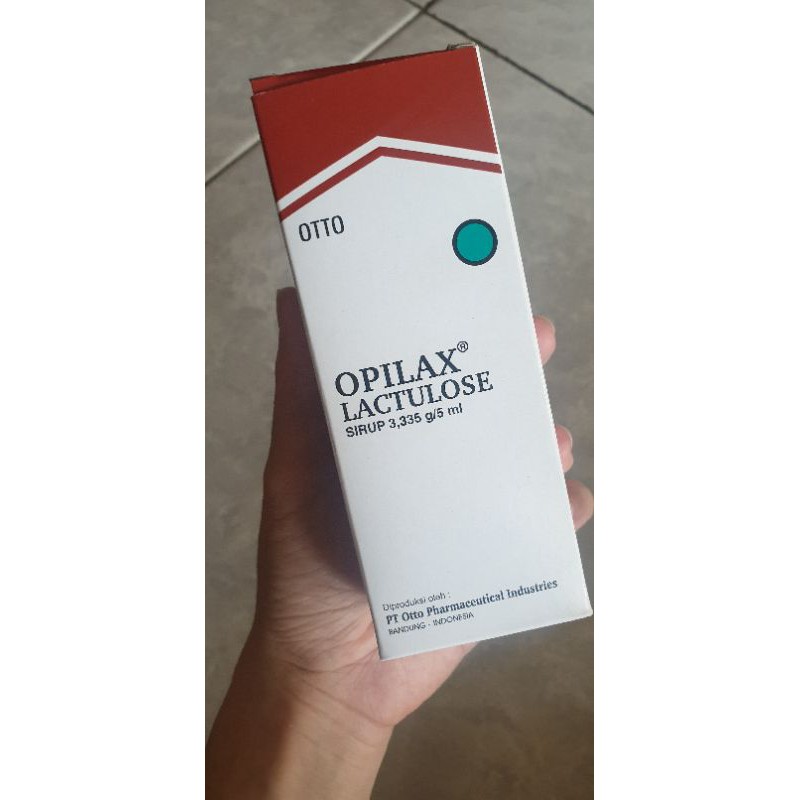 OTTO
OPILAX®
LACTULOSE
SIRUP 3,335 g/5 ml
Diproduksi oleh :
PT Otto Pharmaceutical Industries
BANDUNG - INDONESIA